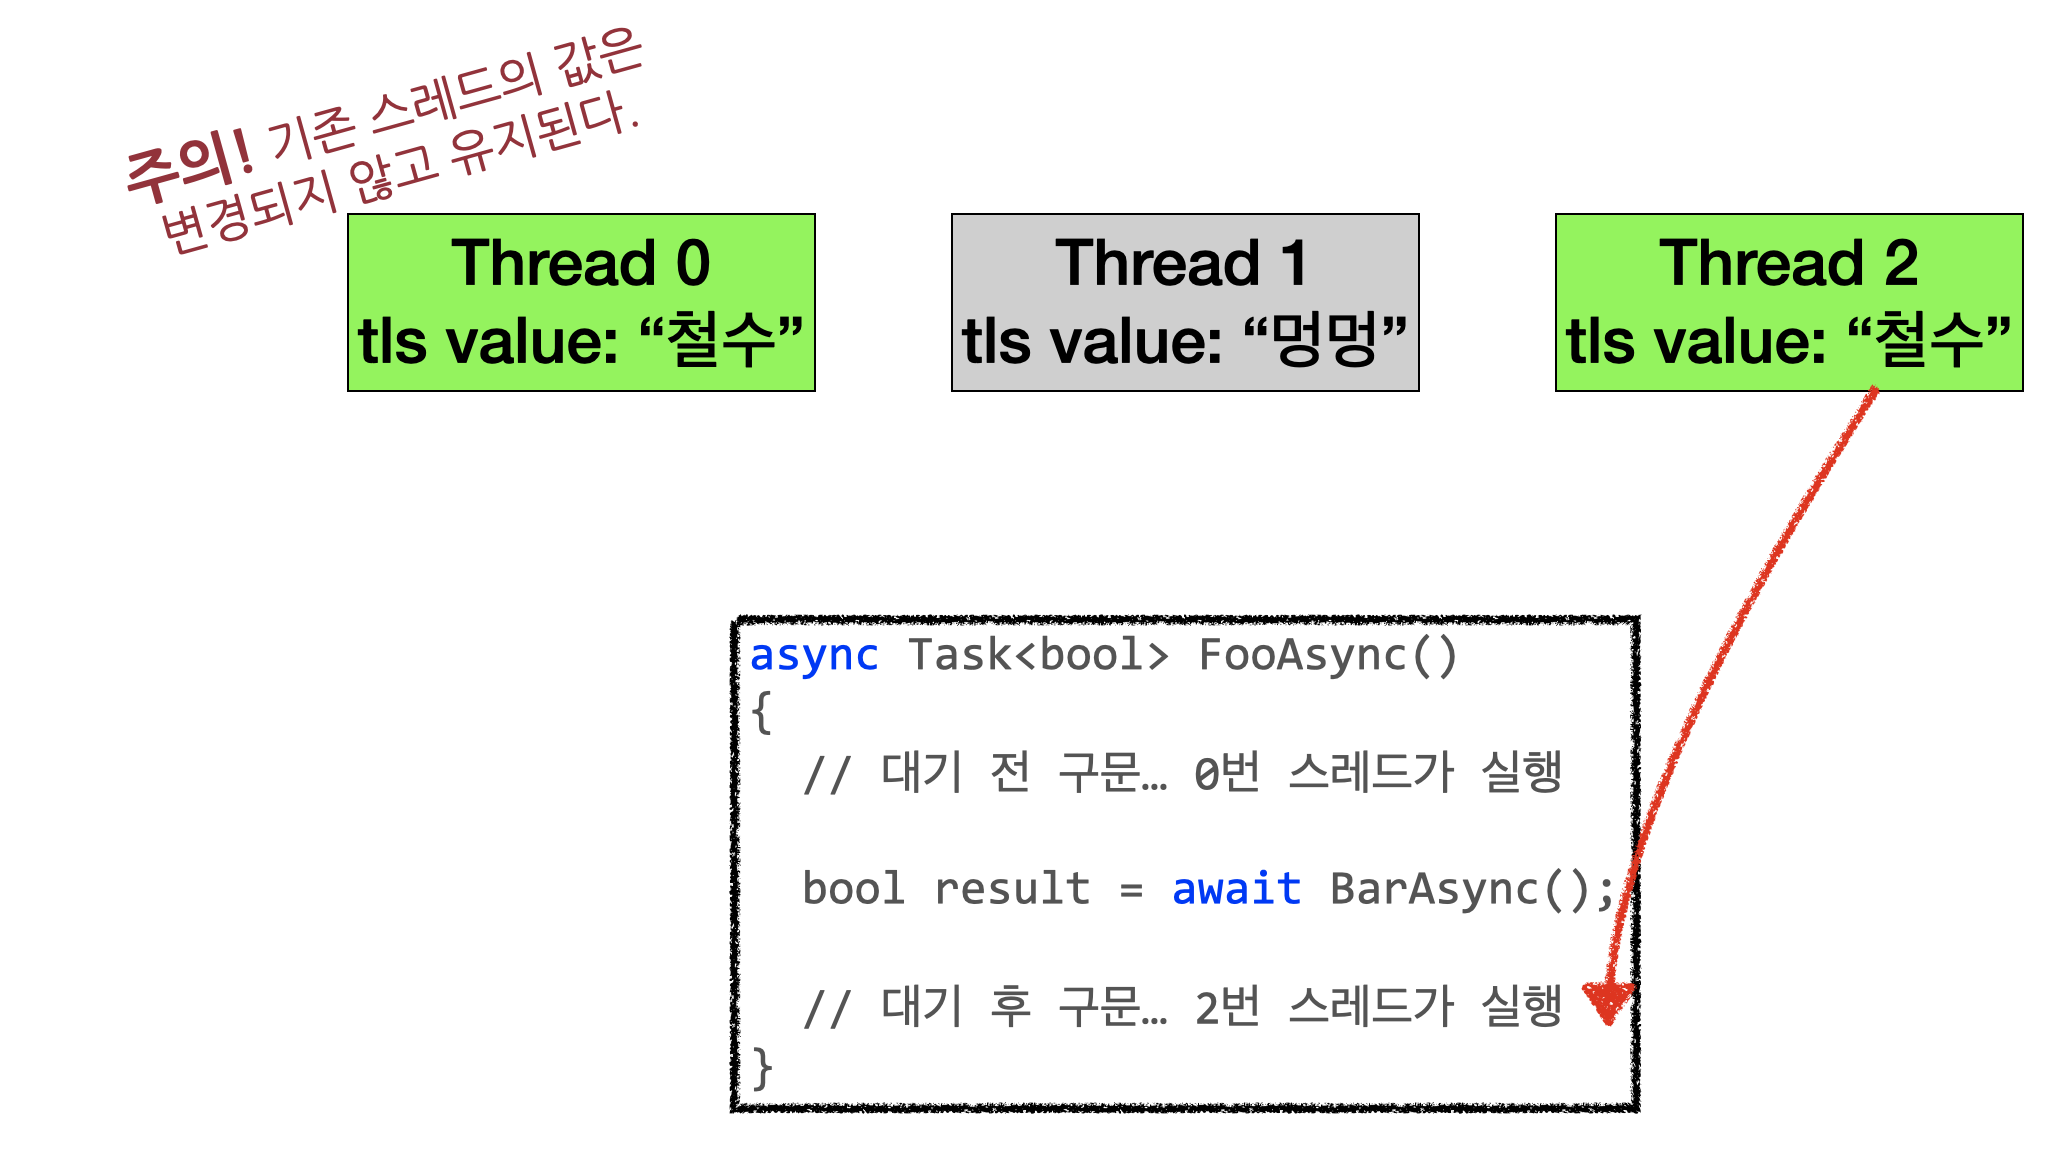 주의! 기존 스레드의 값은
변경되지 않고 유지된다.
Thread 0
tls value: “철수”
Thread 1
tls value: “멍멍”
Thread 2
tls value: “철수”
async Task<bool> FooAsync()
{
// 대기 전 구문… 0번 스레드가 실행
bool result = await BarAsync();
// 대기 후 구문… 2번 스레드가 실행
}